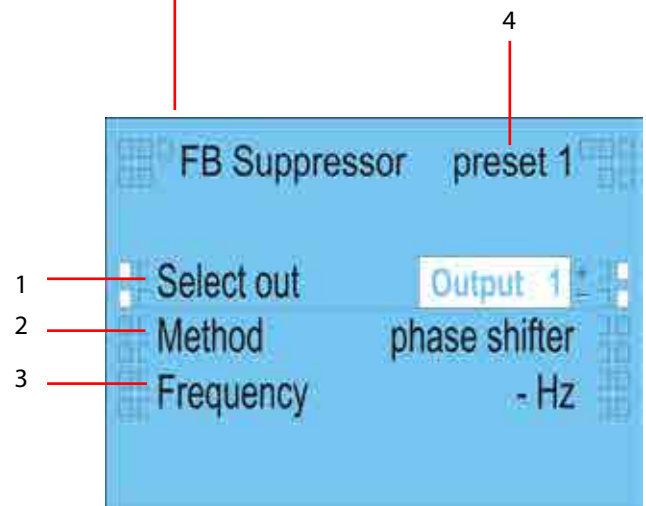 4
FB Suppressor preset 1
1 Select out Output 1 + -
2 Method phase shifter
3 Frequency - Hz